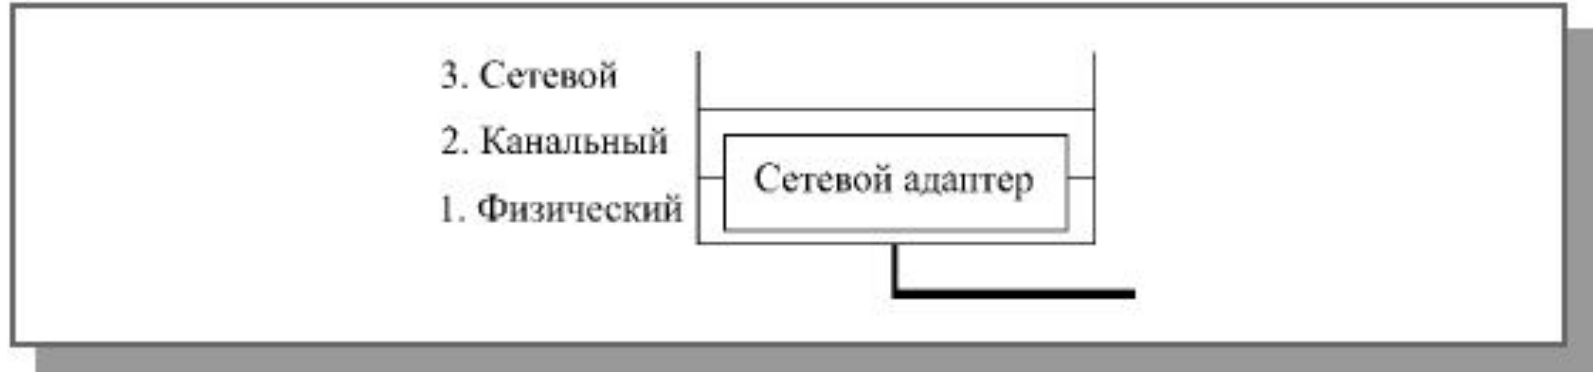 3. Сетевой
2. Канальный
Сетевой адаптер
1. Физический